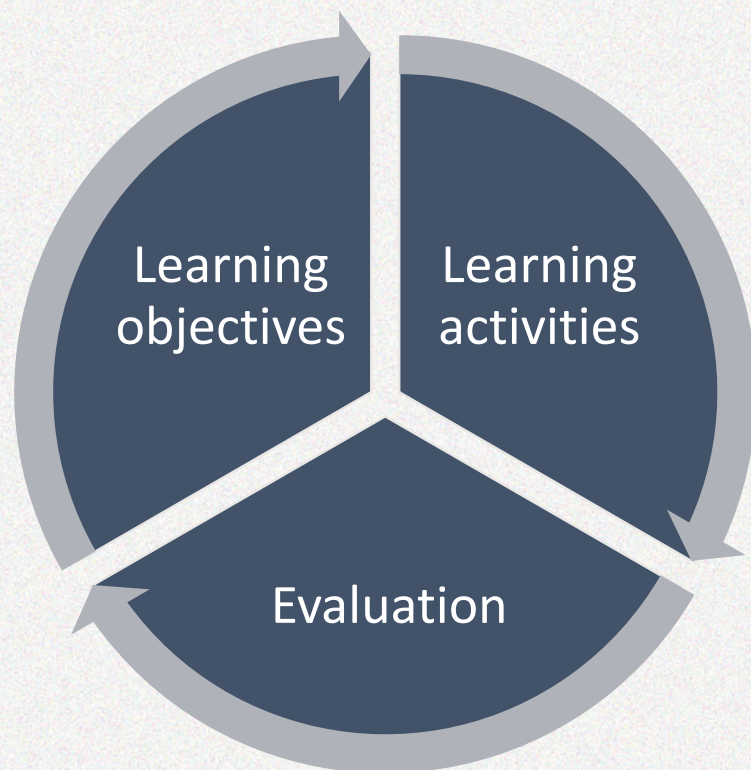 Learning
objectives
Learning
activities
Evaluation